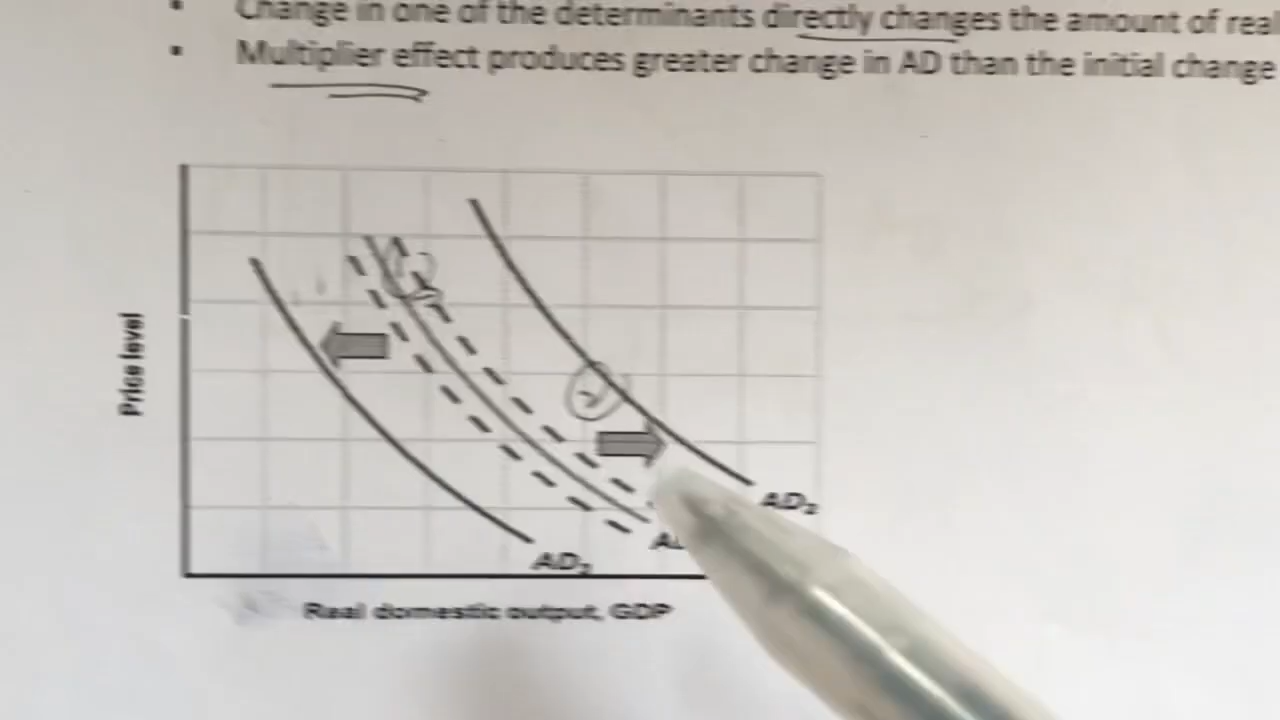 Change in one of the determinants directly changes the amount of real
Multiplier effect produces greater change in AD than the initial change
Price level
AD₂
AD₃
Real domestic output, GDP